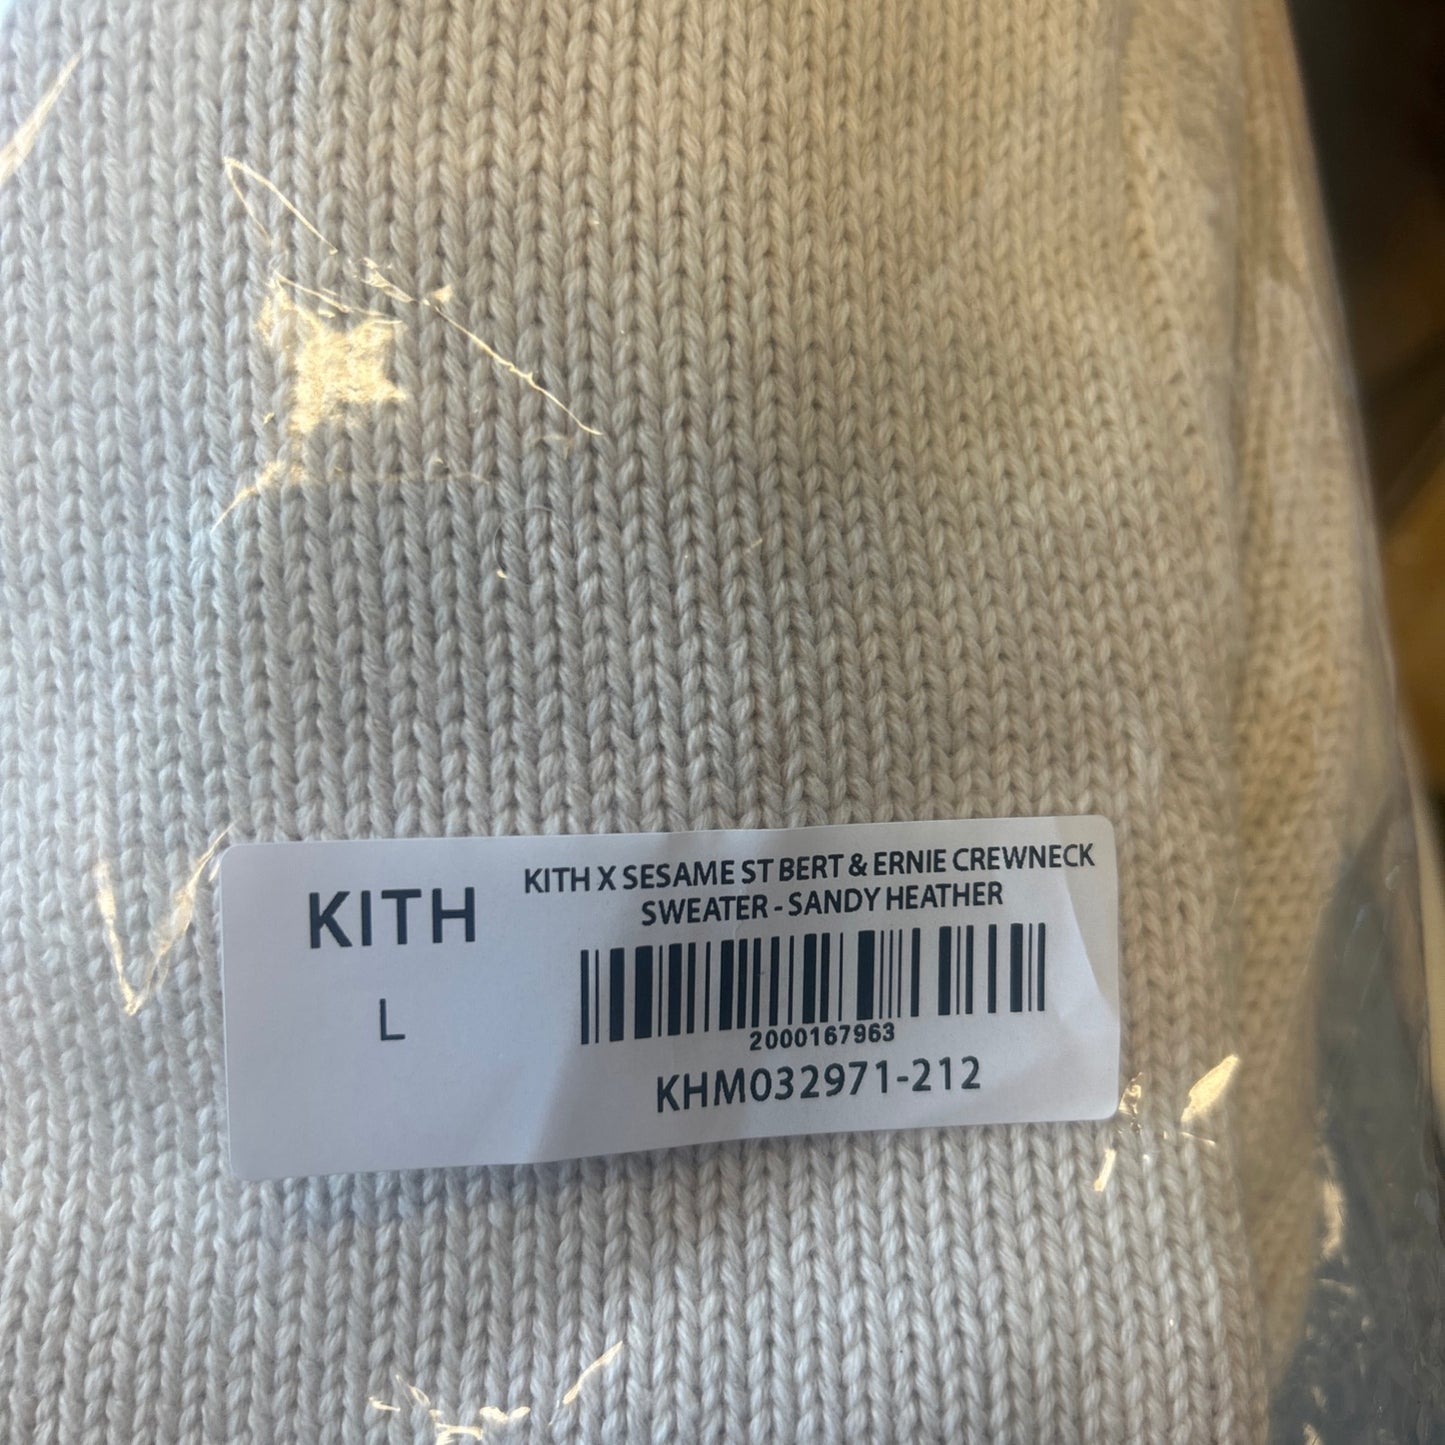 KITH
L
KITH X SESAME ST BERT & ERNIE CREWNECK
SWEATER - SANDY HEATHER
2000167963
KHM032971-212